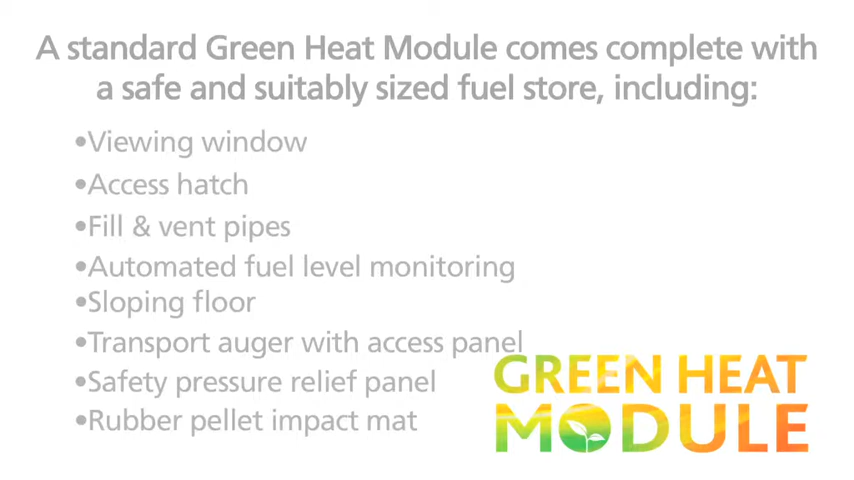 A standard Green Heat Module comes complete with
a safe and suitably sized fuel store, including:
•Viewing window
•Access hatch
•Fill & vent pipes
•Automated fuel level monitoring
•Sloping floor
•Transport auger with access panel
•Safety pressure relief panel
•Rubber pellet impact mat
GREEN HEAT
MODULE